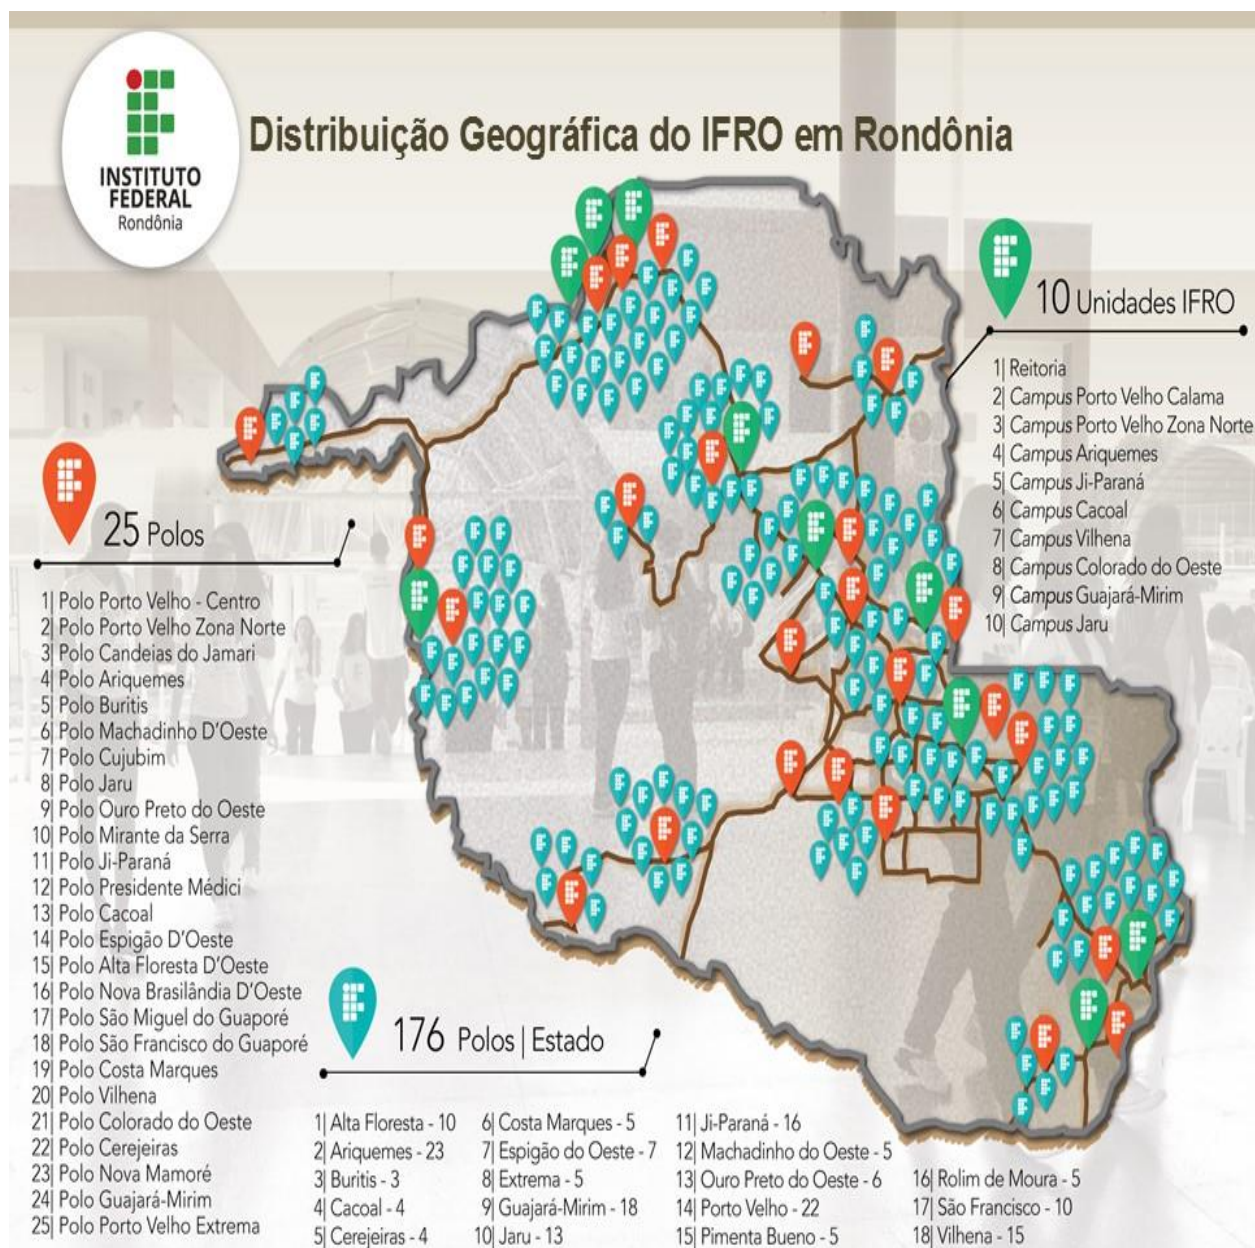 INSTITUTO
FEDERAL
Rondônia
Distribuição Geográfica do IFRO em Rondônia
10 Unidades IFRO
1| Reitoria
2| Campus Porto Velho Calama
3| Campus Porto Velho Zona Norte
4| Campus Ariquemes
5| Campus Ji-Paraná
6| Campus Cacoal
7| Campus Vilhena
8| Campus Colorado do Oeste
9| Campus Guajará-Mirim
10| Campus Jaru
25 Polos
1| Polo Porto Velho - Centro
2| Polo Porto Velho Zona Norte
3| Polo Candeias do Jamari
4| Polo Ariquemes
5| Polo Buritis
6| Polo Machadinho D'Oeste
7| Polo Cujubim
8| Polo Jaru
9| Polo Ouro Preto do Oeste
10| Polo Mirante da Serra
11| Polo Ji-Paraná
12| Polo Presidente Médici
13| Polo Cacoal
14| Polo Espigão D'Oeste
15| Polo Alta Floresta D'Oeste
16| Polo Nova Brasilândia D'Oeste
17| Polo São Miguel do Guaporé
18| Polo São Francisco do Guaporé
19| Polo Costa Marques
20| Polo Vilhena
21| Polo Colorado do Oeste
22| Polo Cerejeiras
23| Polo Nova Mamoré
24| Polo Guajará-Mirim
25| Polo Porto Velho Extrema
176 Polos | Estado
1| Alta Floresta - 10
2| Ariquemes - 23
3| Buritis - 3
4| Cacoal - 4
5| Cerejeiras - 4
6| Costa Marques - 5
7| Espigão do Oeste - 7
8| Extrema - 5
9| Guajará-Mirim - 18
10| Jaru - 13
11| Ji-Paraná - 16
12| Machadinho do Oeste - 5
13| Ouro Preto do Oeste - 6
14| Porto Velho - 22
15| Pimenta Bueno - 5
16| Rolim de Moura - 5
17| São Francisco - 10
18| Vilhena - 15